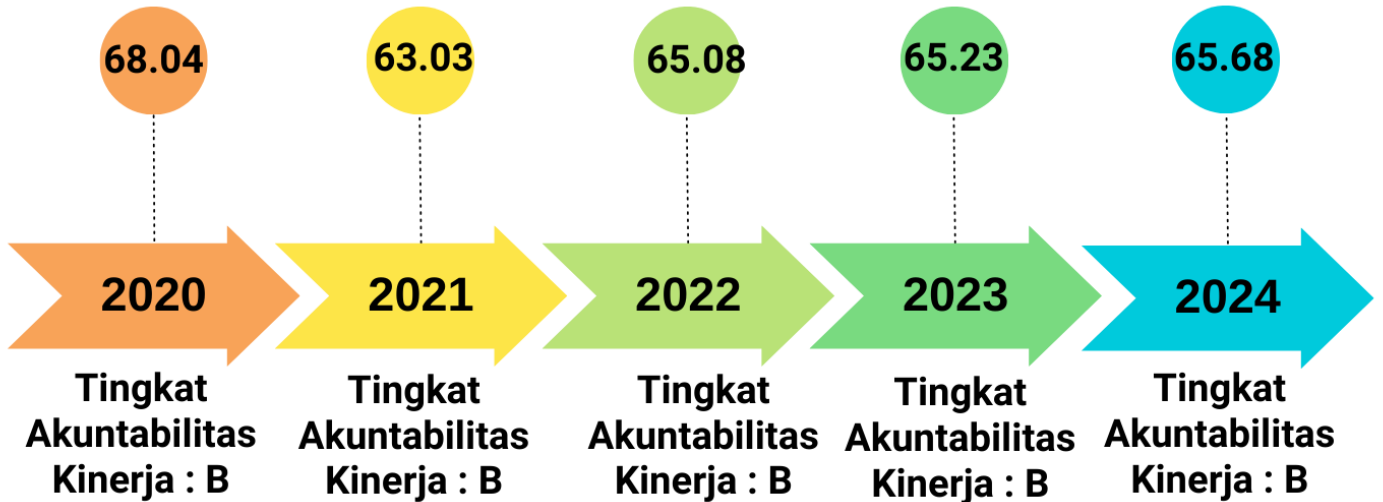 68.04
63.03
65.08
65.23
65.68
2020
2021
2022
2023
2024
Tingkat
Akuntabilitas
Kinerja : B
Tingkat
Akuntabilitas
Kinerja : B
Tingkat
Akuntabilitas
Kinerja : B
Tingkat
Akuntabilitas
Kinerja : B
Tingkat
Akuntabilitas
Kinerja : B